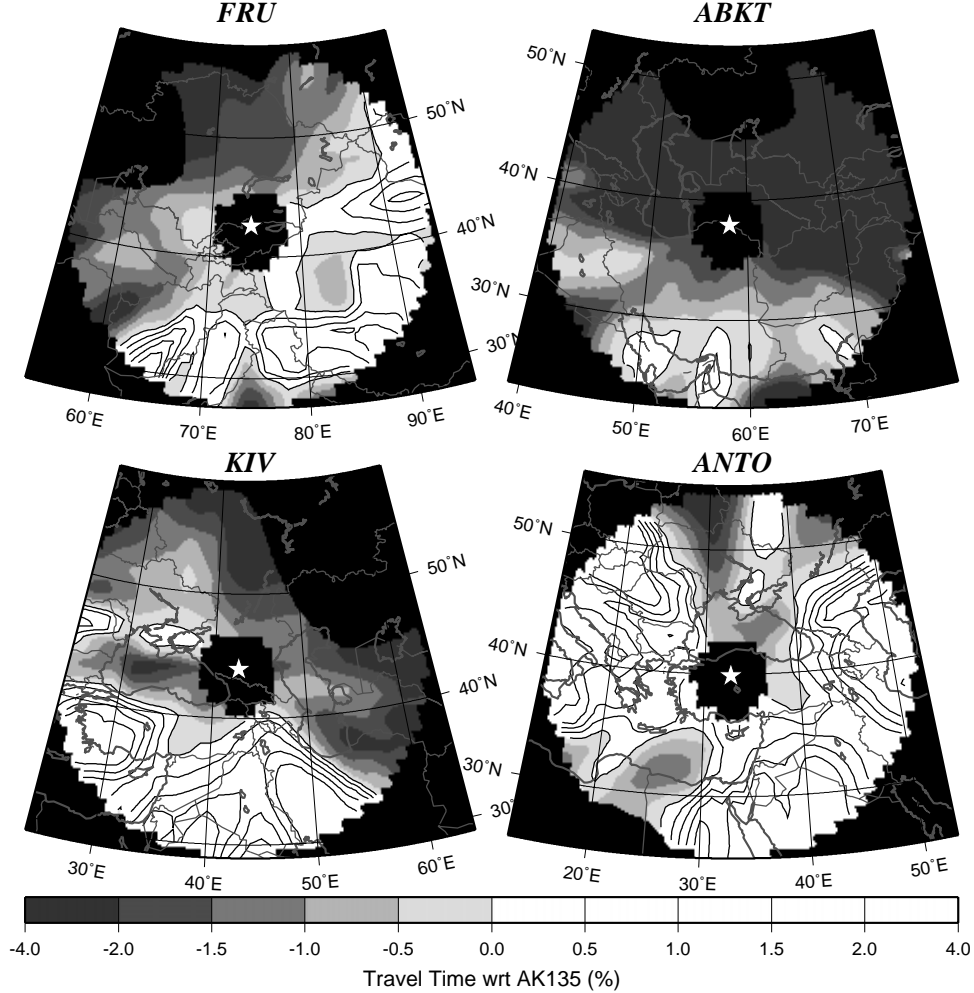 FRU
ABKT
50˚N
50˚N
40˚N
40˚N
30˚N
30˚N
60˚E
70˚E
80˚E
90˚E
40˚E
50˚E
60˚E
70˚E
KIV
ANTO
50˚N
50˚N
40˚N
40˚N
30˚N
30˚
30˚E
40˚E
50˚E
60˚E
20˚E
30˚E
40˚E
50˚E
-4.0 -2.0 -1.5 -1.0 -0.5 0.0 0.5 1.0 1.5 2.0 4.0
Travel Time wrt AK135 (%)